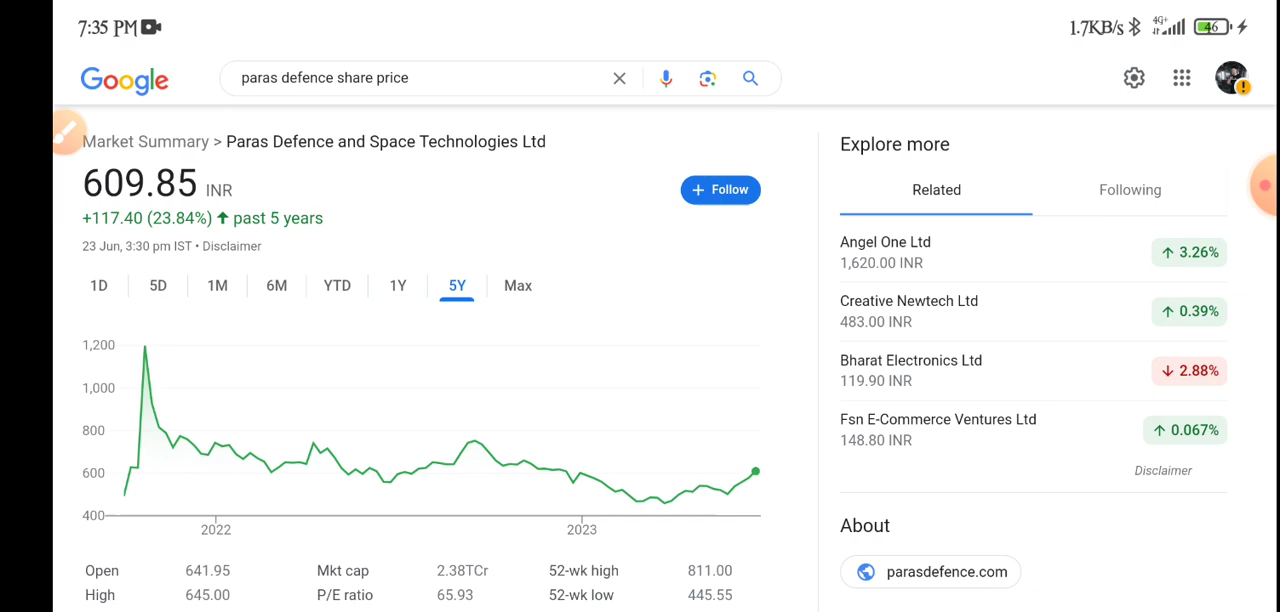 7:35 PM
1.7KB/s 4G+ 46
Google
paras defence share price
Market Summary > Paras Defence and Space Technologies Ltd
609.85 INR
+ Follow
+117.40 (23.84%) ↑ past 5 years
23 Jun, 3:30 pm IST • Disclaimer
1D 5D 1M 6M YTD 1Y 5Y Max
1,200
1,000
800
600
400
2022 2023
Open 641.95 Mkt cap 2.38TCr 52-wk high 811.00
High 645.00 P/E ratio 65.93 52-wk low 445.55
Explore more
Related Following
Angel One Ltd
1,620.00 INR
↑ 3.26%
Creative Newtech Ltd
483.00 INR
↑ 0.39%
Bharat Electronics Ltd
119.90 INR
↓ 2.88%
Fsn E-Commerce Ventures Ltd
148.80 INR
↑ 0.067%
Disclaimer
About
parasdefence.com